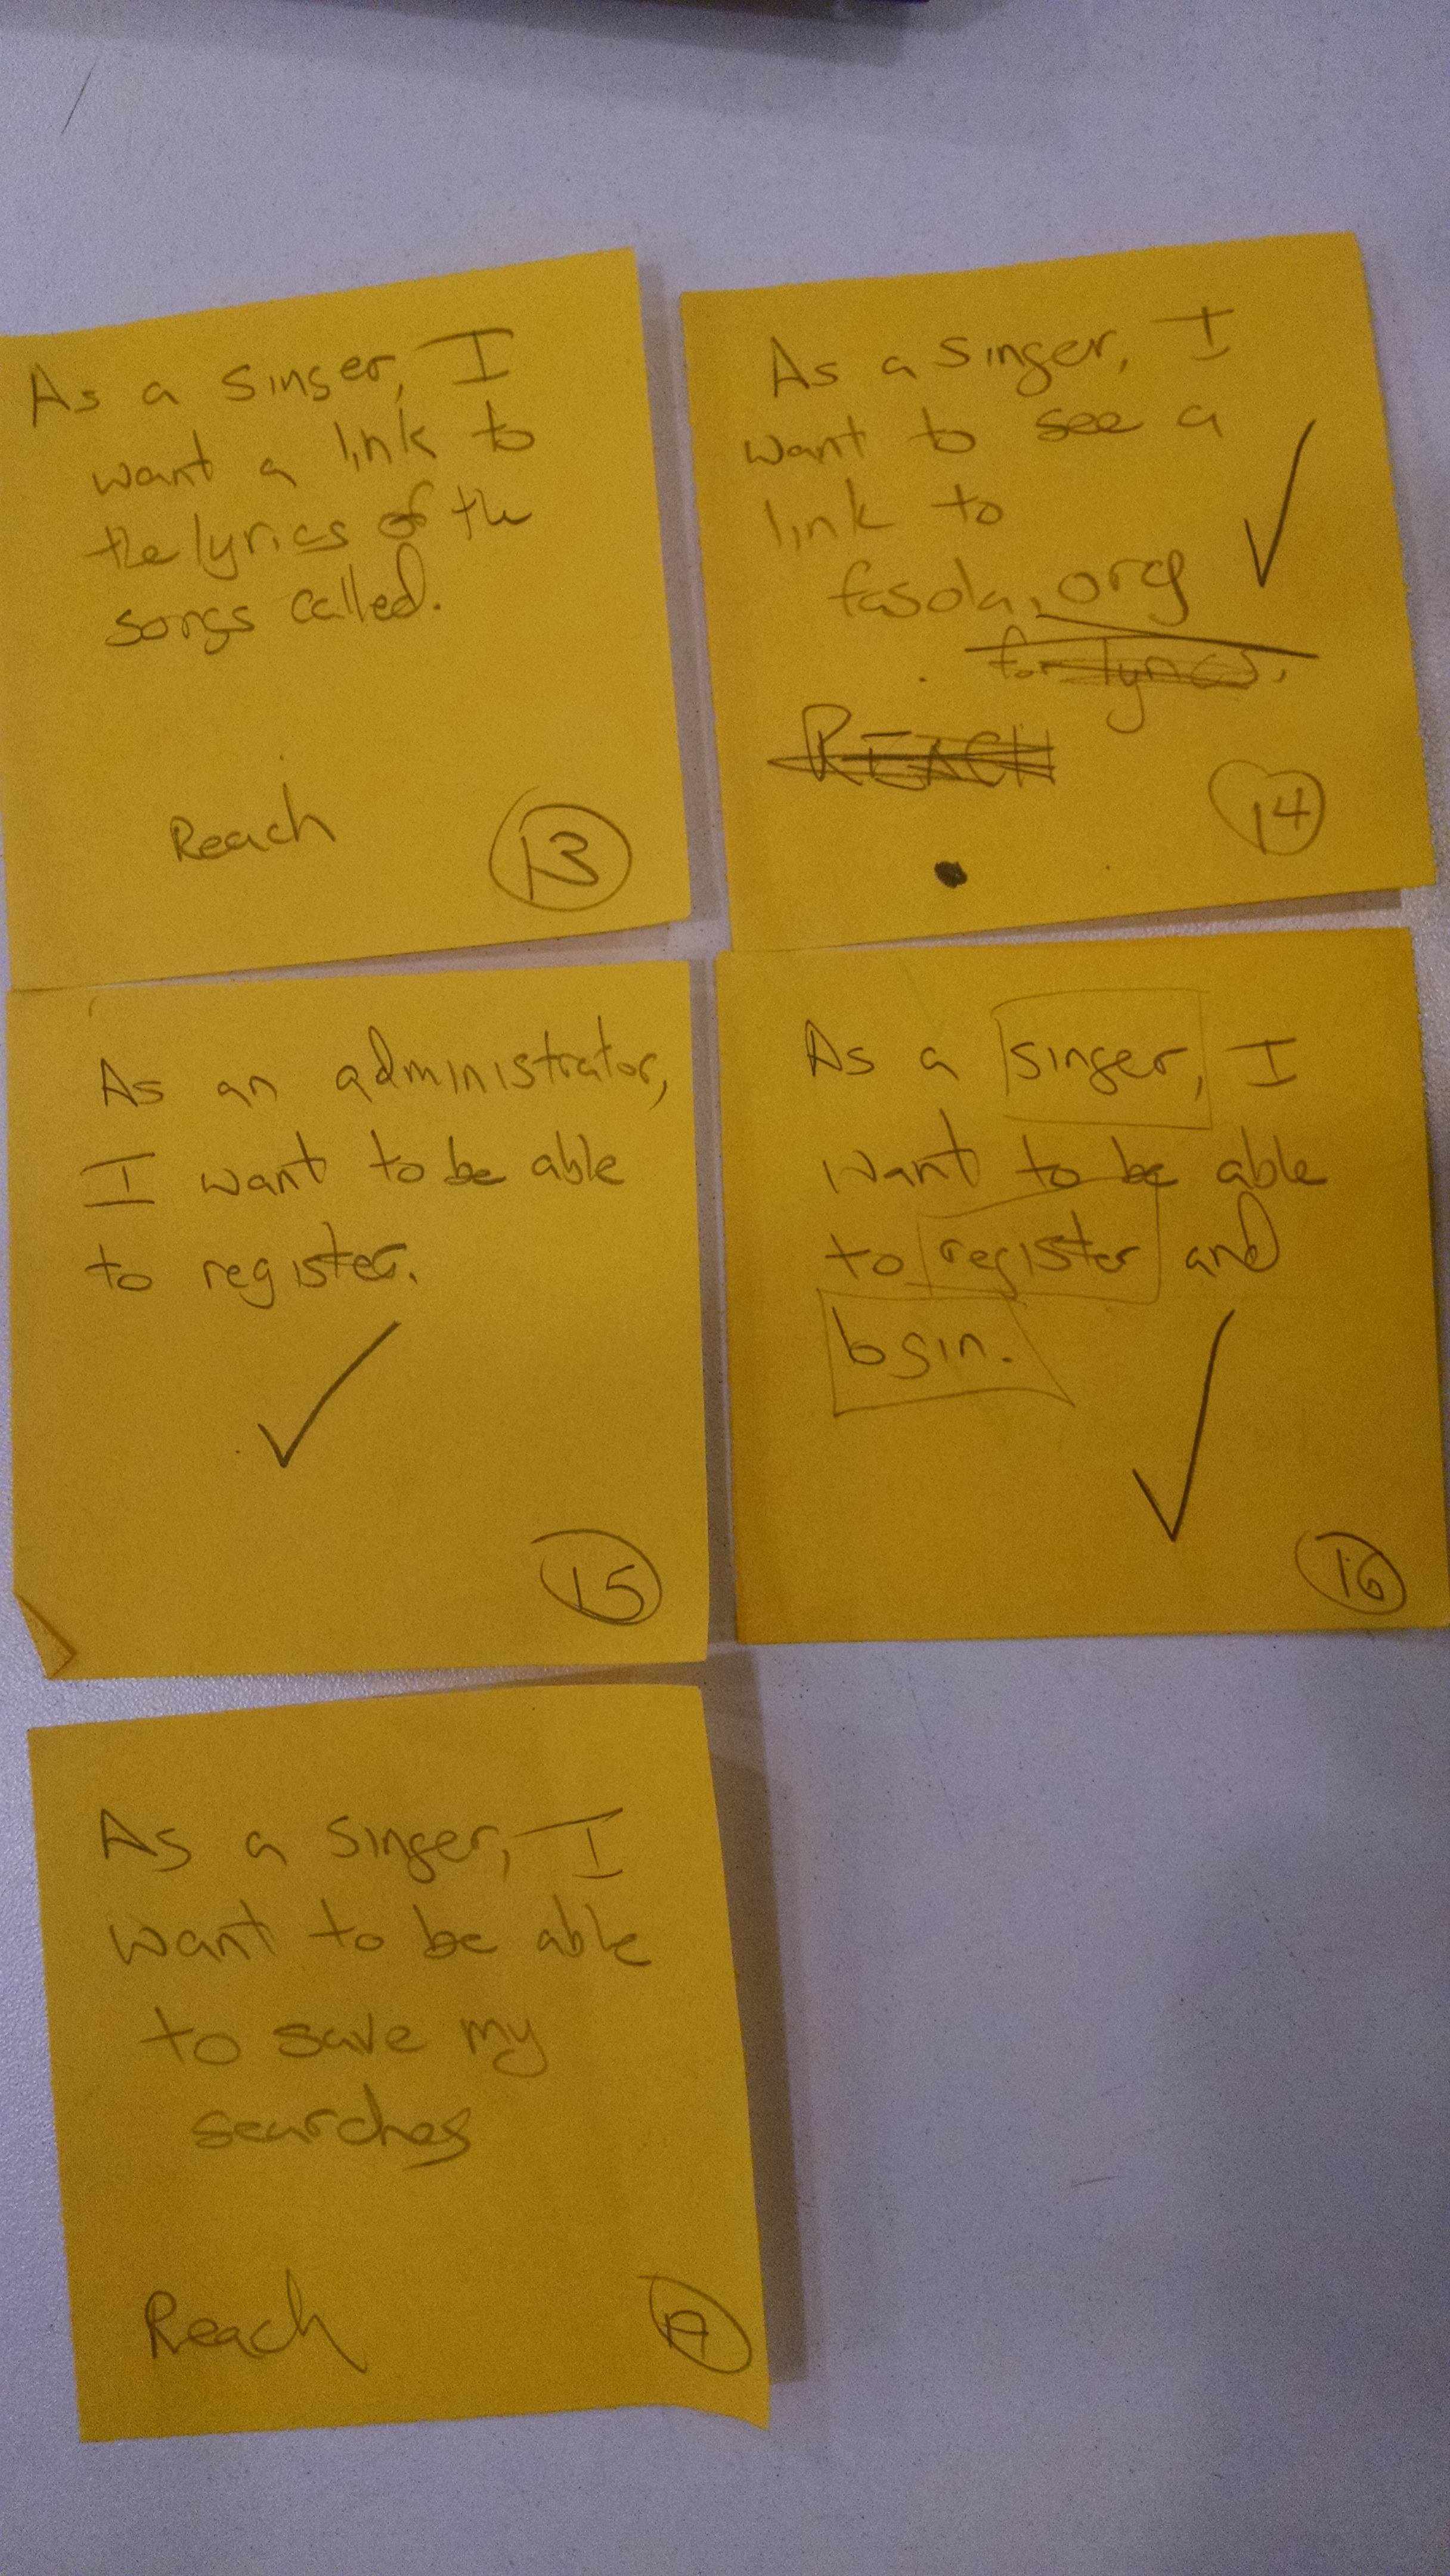 As a singer, I
want a link to
the lyrics of the
songs called.
Reach
13
As a singer, I
want to see a
link to
fasola.org
for lyrics.
REACH
14
As an administrator,
I want to be able
to register.
15
As a singer, I
want to be able
to register and
login.
16
As a singer, I
want to be able
to save my
searches
Reach
17